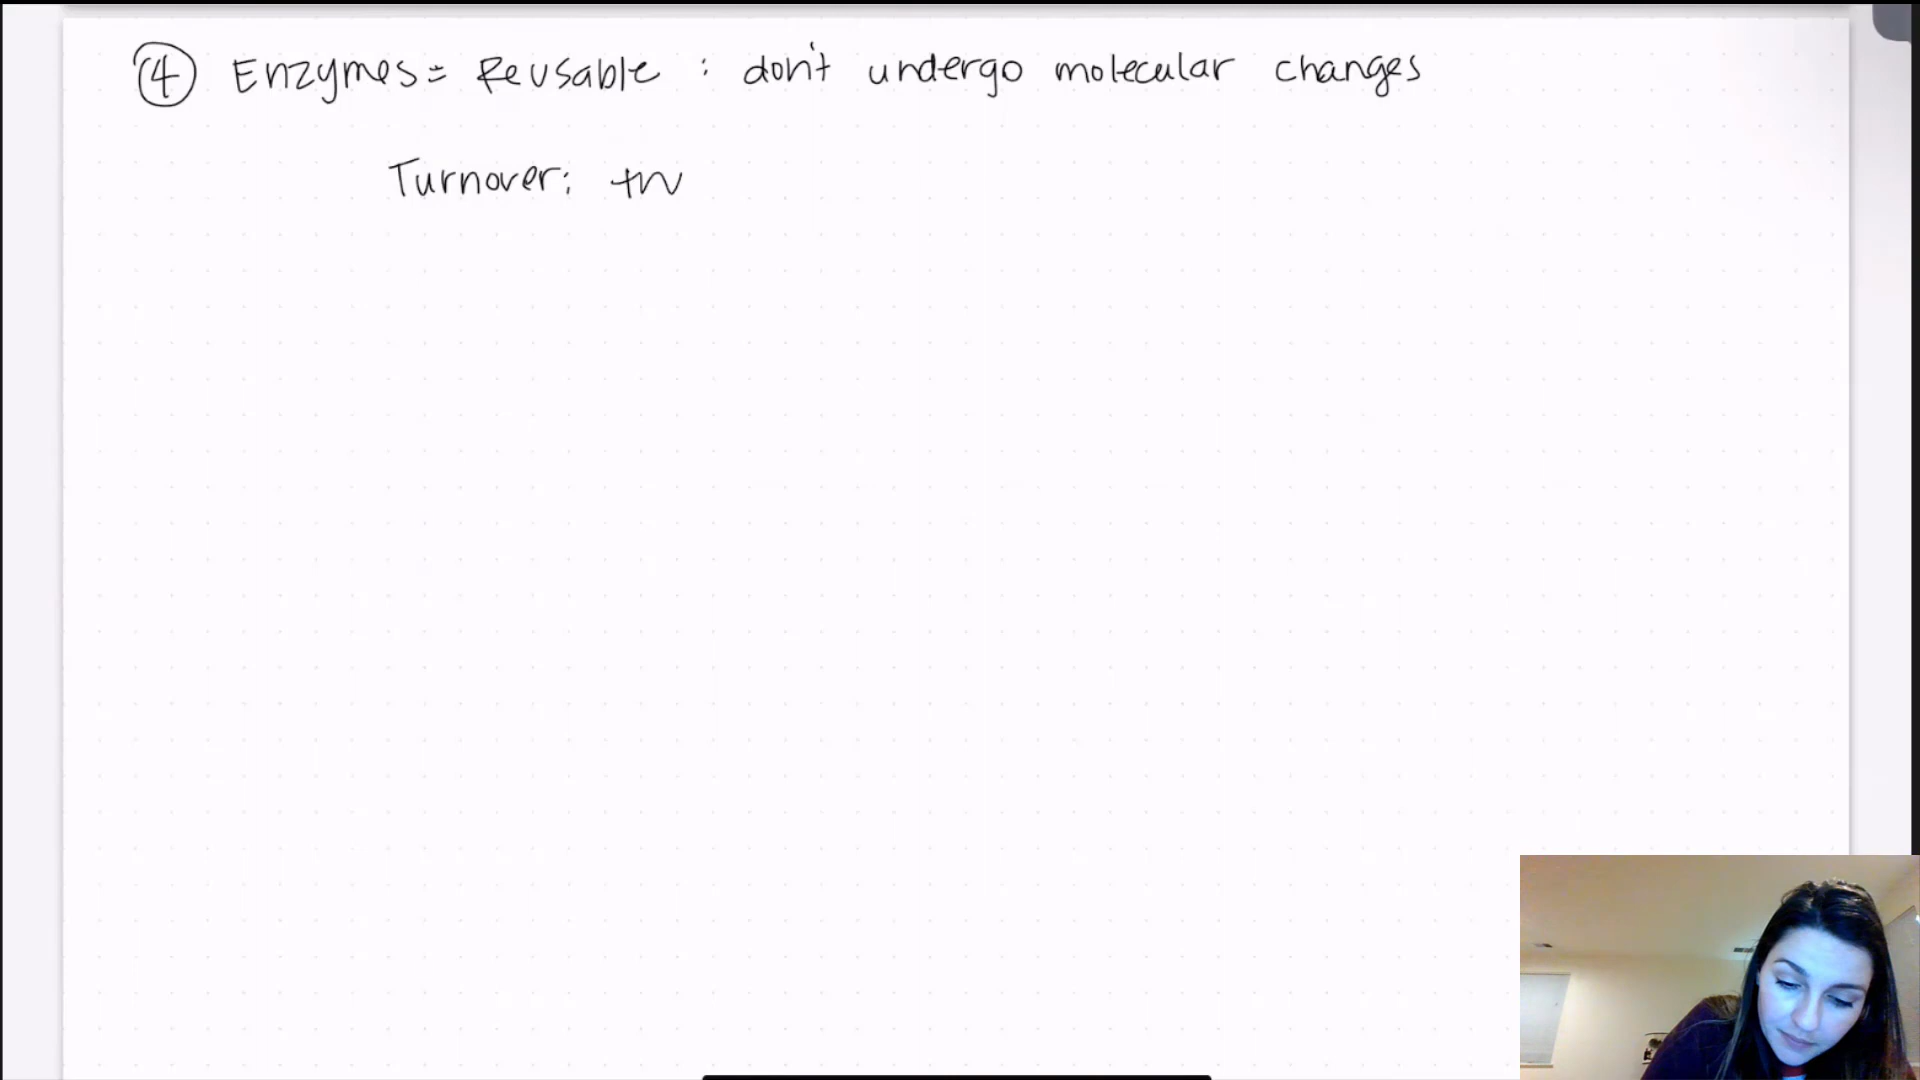 ④ Enzymes = Reusable : don't undergo molecular changes
Turnover: